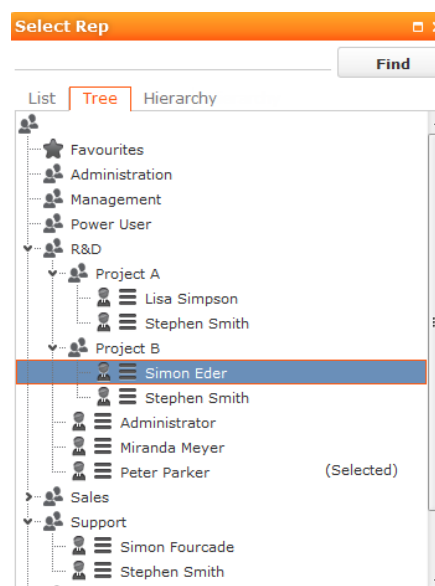 Select Rep
Find
List Tree Hierarchy
Favourites
Administration
Management
Power User
R&D
Project A
Lisa Simpson
Stephen Smith
Project B
Simon Eder
Stephen Smith
Administrator
Miranda Meyer
Peter Parker (Selected)
Sales
Support
Simon Fourcade
Stephen Smith